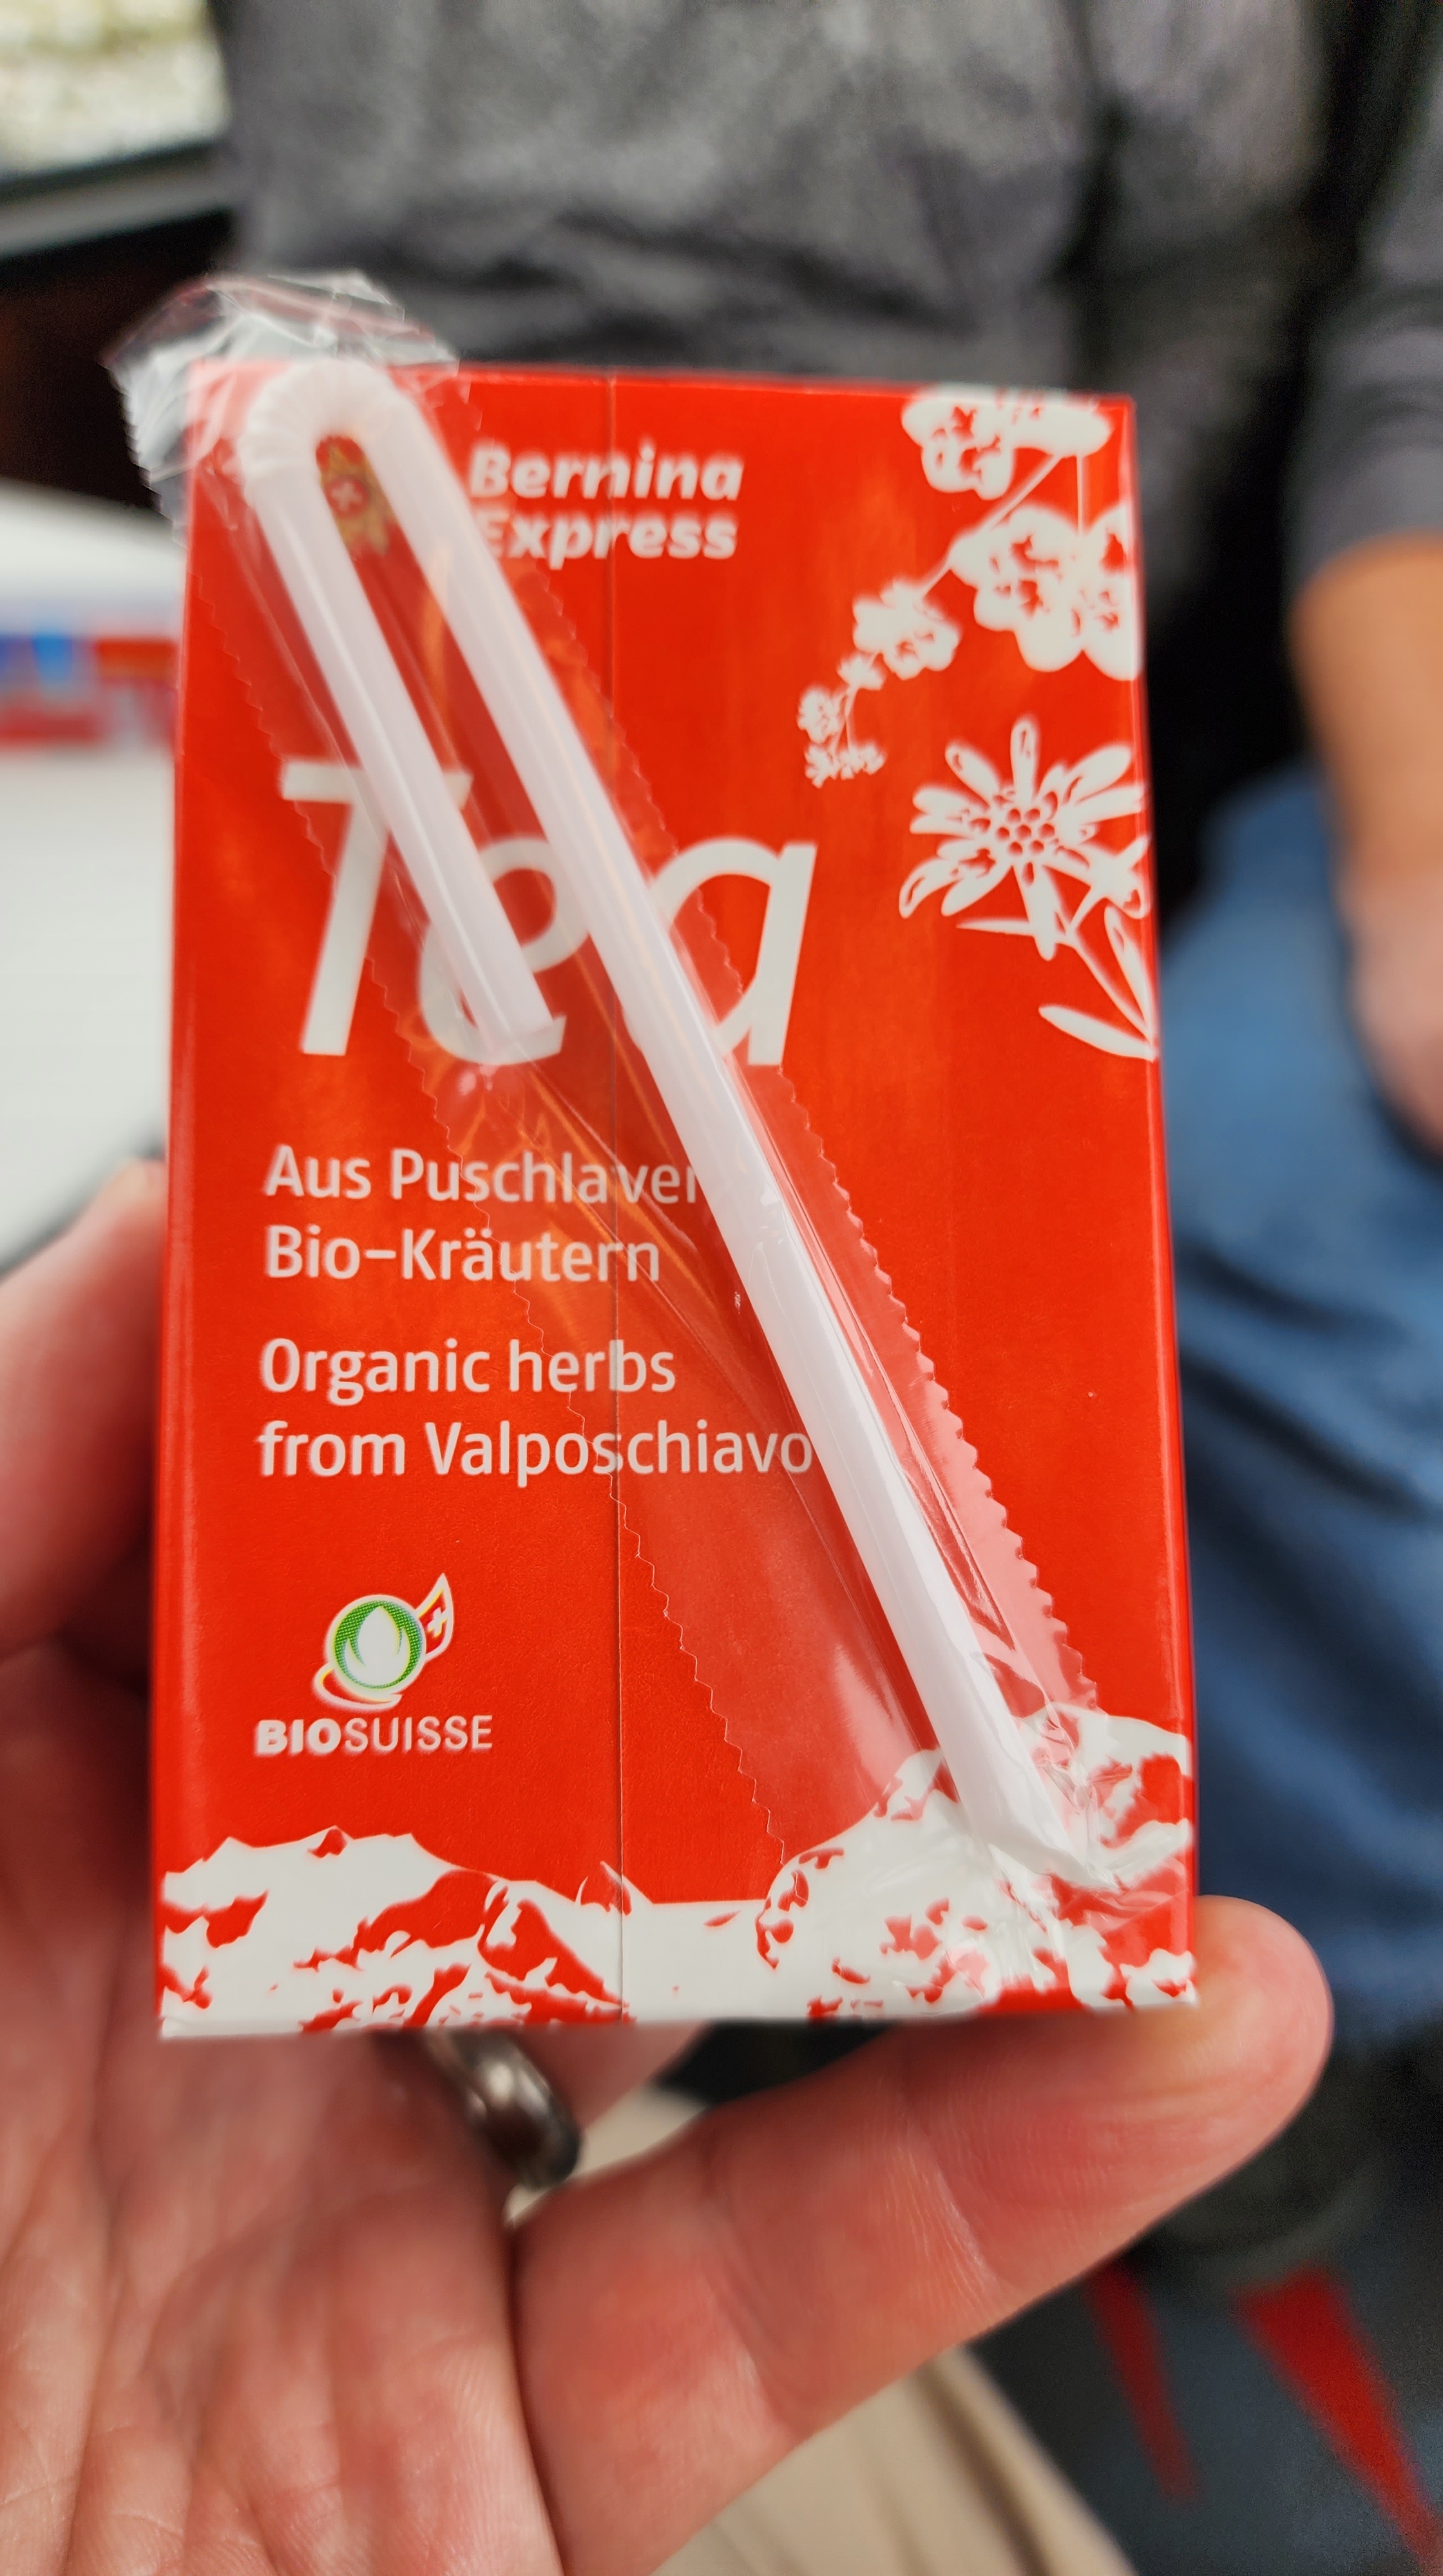 Bernina
Express
Tea
Aus Puschlaver
Bio-Kräutern
Organic herbs
from Valposchiavo
BIOSUISSE